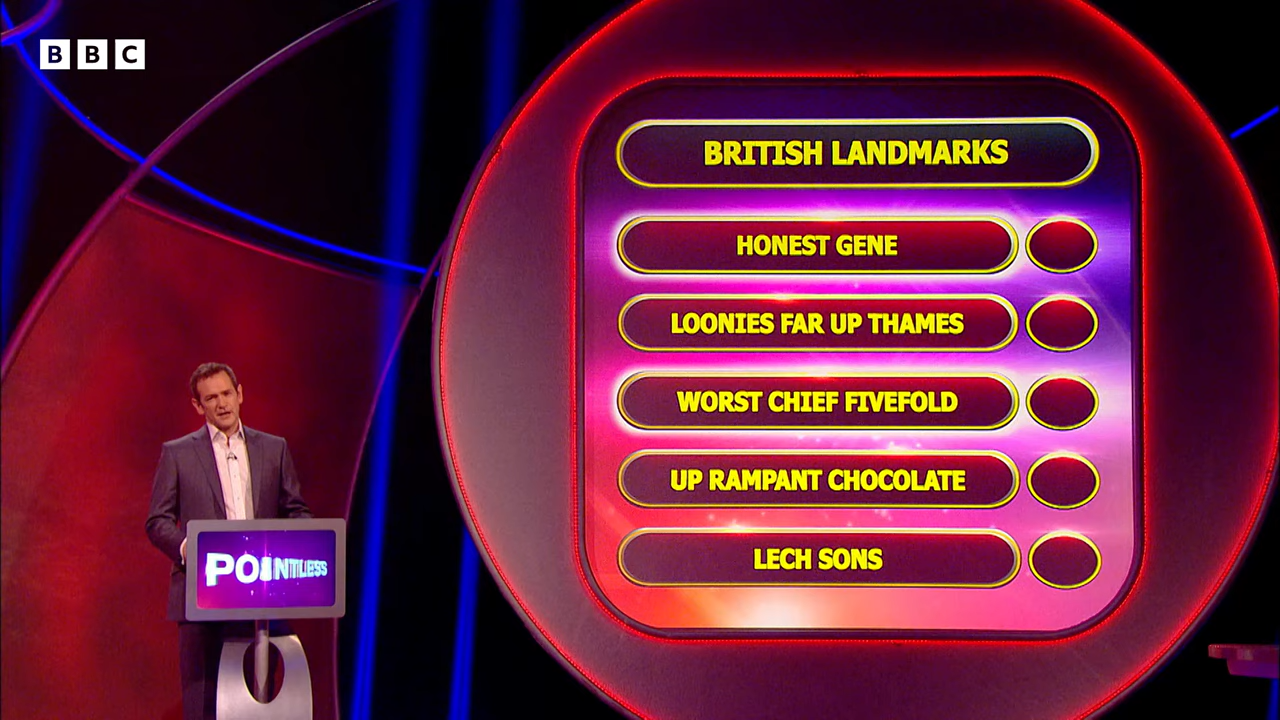 BBC
BRITISH LANDMARKS
HONEST GENE
LOONIES FAR UP THAMES
WORST CHIEF FIVEFOLD
UP RAMPANT CHOCOLATE
LECH SONS
POINTLESS